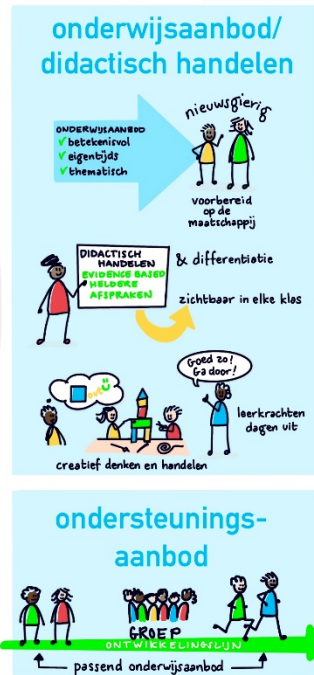 onderwijsaanbod/
didactisch handelen
nieuwsgierig
ONDERWIJSAANBOD
✓ betekenisvol
✓ eigentijds
✓ thematisch
voorbereid
op de
maatschappij
DIDACTISCH
HANDELEN
EVIDENCE BASED
HELDERE
AFSPRAKEN
& differentiatie
zichtbaar in elke klas
Goed zo!
Ga door!
leerkrachten
dagen uit
creatief denken en handelen
ondersteunings-
aanbod
GROEP
ONTWIKKELINGSLIJN
passend onderwijsaanbod